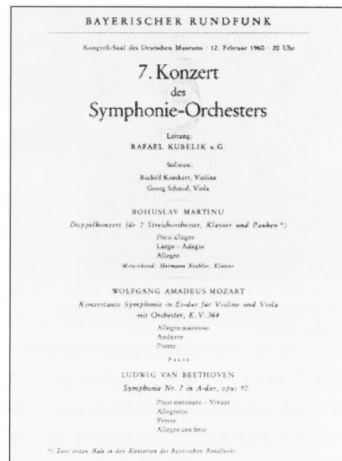 BAYERISCHER RUNDFUNK
Kongreß-Saal des Deutschen Museums · 12. Februar 1960 · 20 Uhr
7. Konzert
des
Symphonie-Orchesters
Leitung:
RAFAEL KUBELIK a. G.
Solisten:
Rudolf Koeckert, Violine
Georg Schmid, Viola
BOHUSLAV MARTINU
Doppelkonzert für 2 Streichorchester, Klavier und Pauken *)
Poco allegro
Largo – Adagio
Allegro
Mitwirkend: Hermann Klavier
WOLFGANG AMADEUS MOZART
Konzertante Symphonie in Es-dur für Violine und Viola
mit Orchester, K. V. 364
Allegro maestoso
Andante
Presto
Pause
LUDWIG VAN BEETHOVEN
Symphonie Nr. 7 in A-dur, opus 92
Poco sostenuto – Vivace
Allegretto
Presto
Allegro con brio
*) Zum ersten Male in den Konzerten des Bayerischen Rundfunks